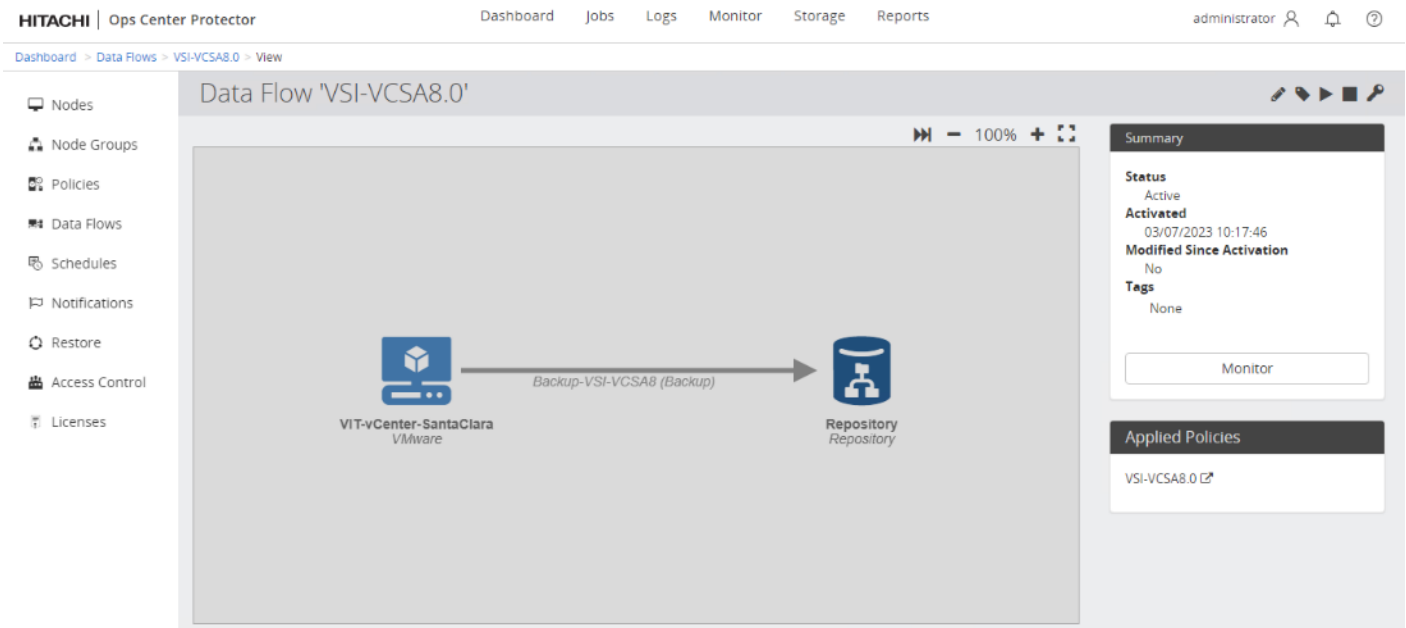 HITACHI Ops Center Protector
Dashboard Jobs Logs Monitor Storage Reports
administrator
Dashboard > Data Flows > VSI-VCSA8.0 > View
Nodes
Node Groups
Policies
Data Flows
Schedules
Notifications
Restore
Access Control
Licenses
Data Flow 'VSI-VCSA8.0'
100%
Backup-VSI-VCSA8 (Backup)
VIT-vCenter-SantaClara
VMware
Repository
Repository
Summary
Status
Active
Activated
03/07/2023 10:17:46
Modified Since Activation
No
Tags
None
Monitor
Applied Policies
VSI-VCSA8.0